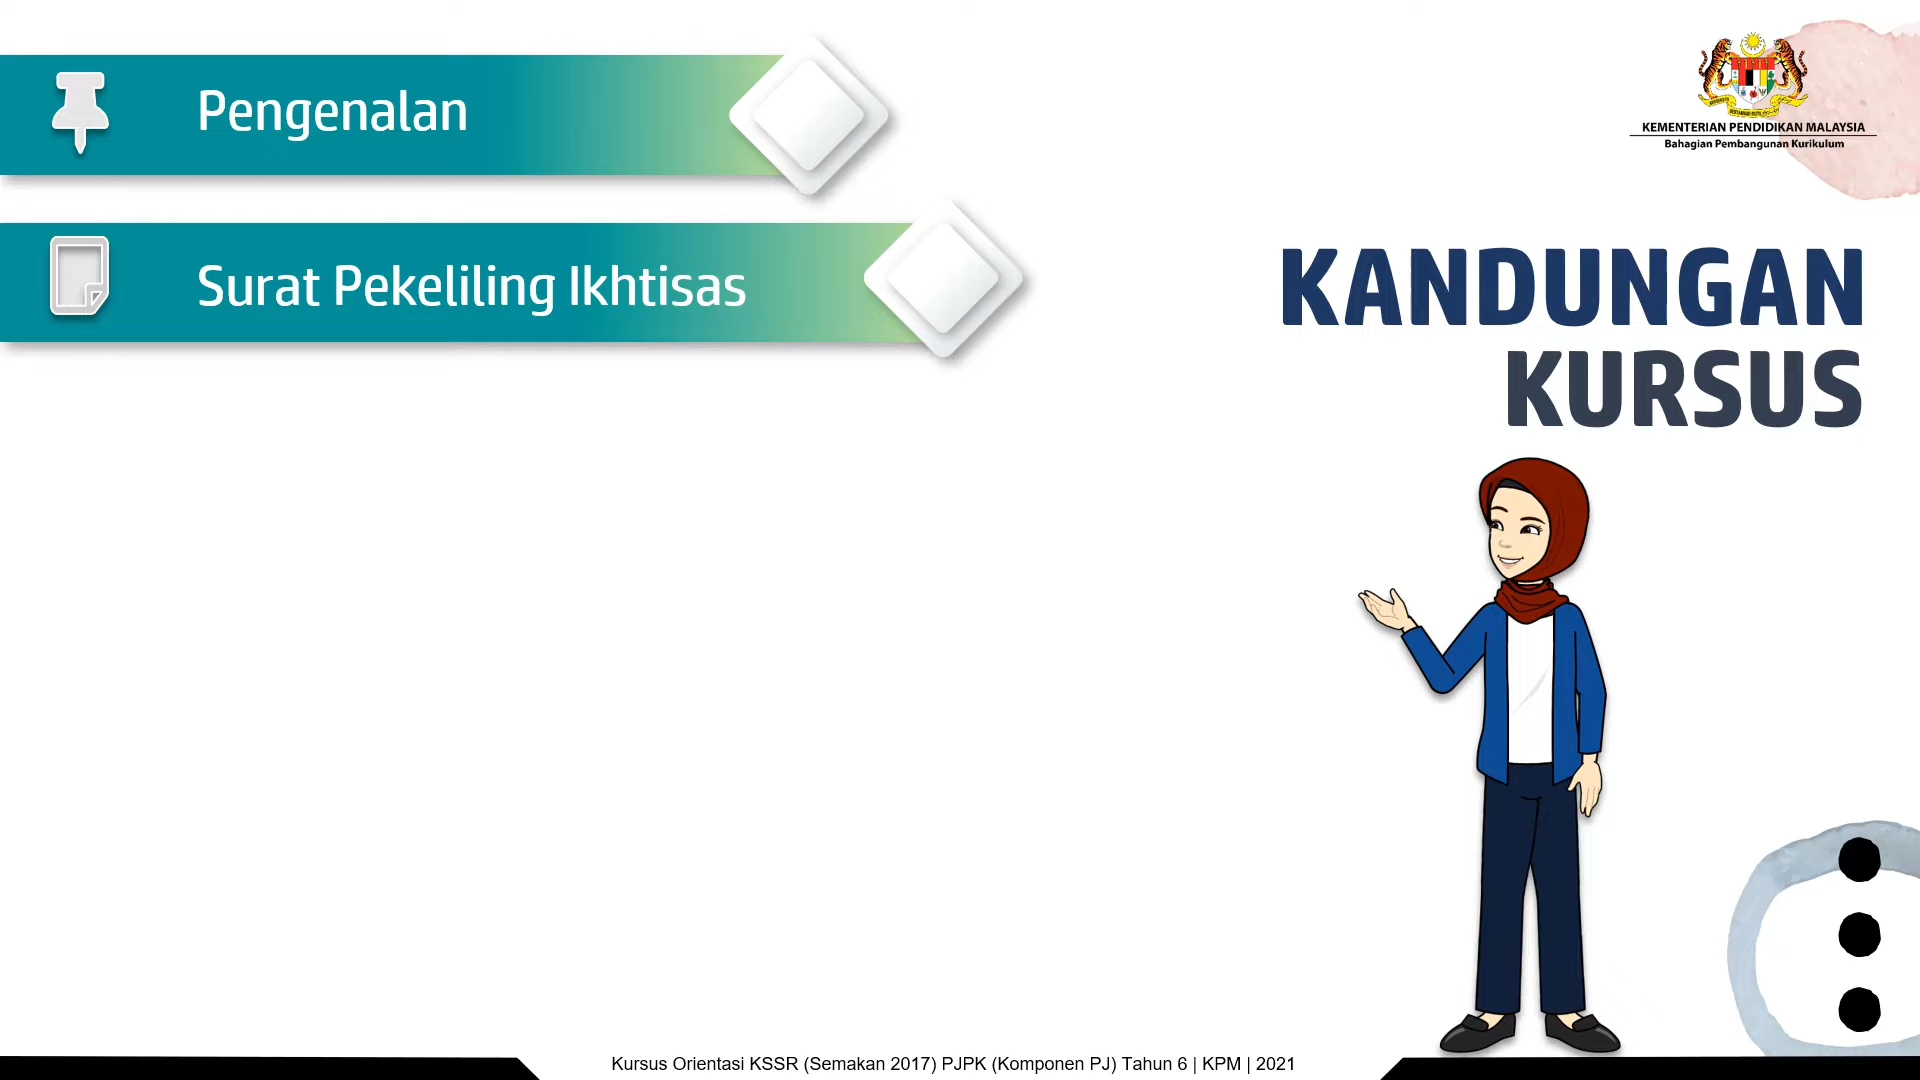 Pengenalan
Surat Pekeliling Ikhtisas
KEMENTERIAN PENDIDIKAN MALAYSIA
Bahagian Pembangunan Kurikulum
KANDUNGAN
KURSUS
Kursus Orientasi KSSR (Semakan 2017) PJPK (Komponen PJ) Tahun 6 | KPM | 2021